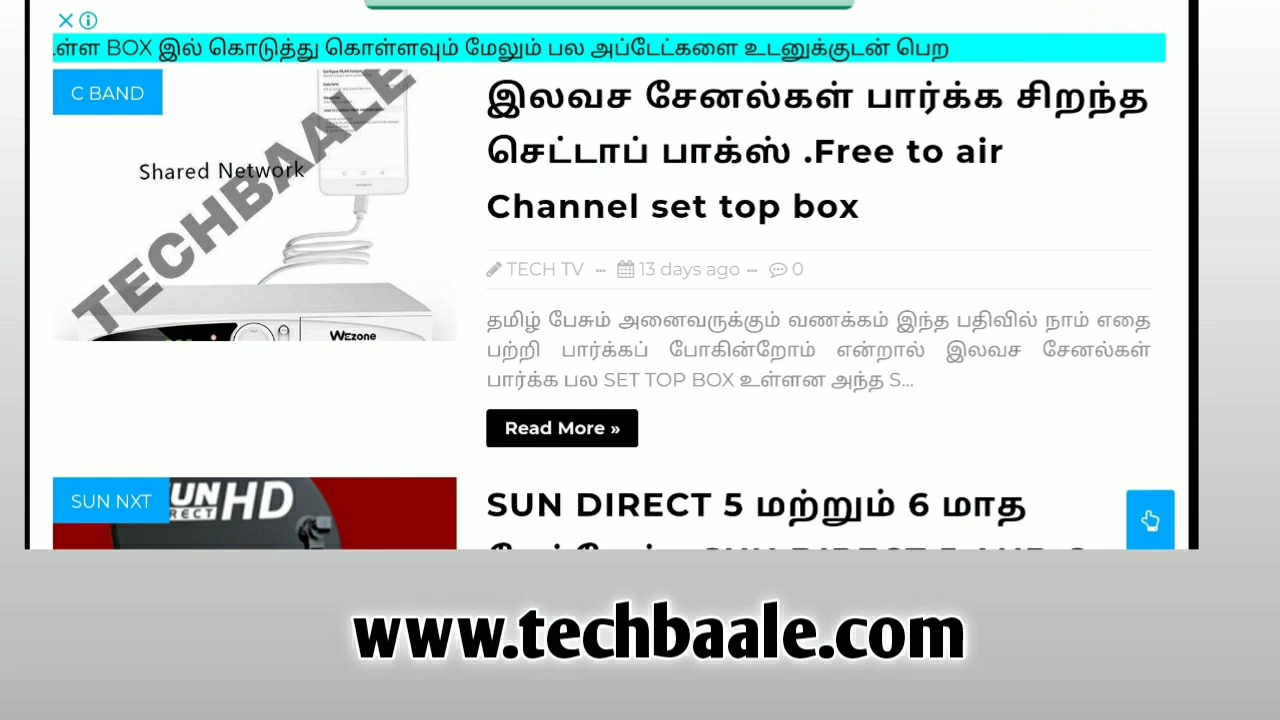 ள்ள BOX இல் கொடுத்து கொள்ளவும் மேலும் பல அப்டேட்களை உடனுக்குடன் பெற
C BAND
Shared Network
TECHBAALE
WEzone
இலவச சேனல்கள் பார்க்க சிறந்த
செட்டாப் பாக்ஸ் .Free to air
Channel set top box
TECH TV 13 days ago 0
தமிழ் பேசும் அனைவருக்கும் வணக்கம் இந்த பதிவில் நாம் எதை
பற்றி பார்க்கப் போகின்றோம் என்றால் இலவச சேனல்கள்
பார்க்க பல SET TOP BOX உள்ளன அந்த S...
Read More »
SUN NXT
SUN HD
DIRECT
SUN DIRECT 5 மற்றும் 6 மாத
www.techbaale.com